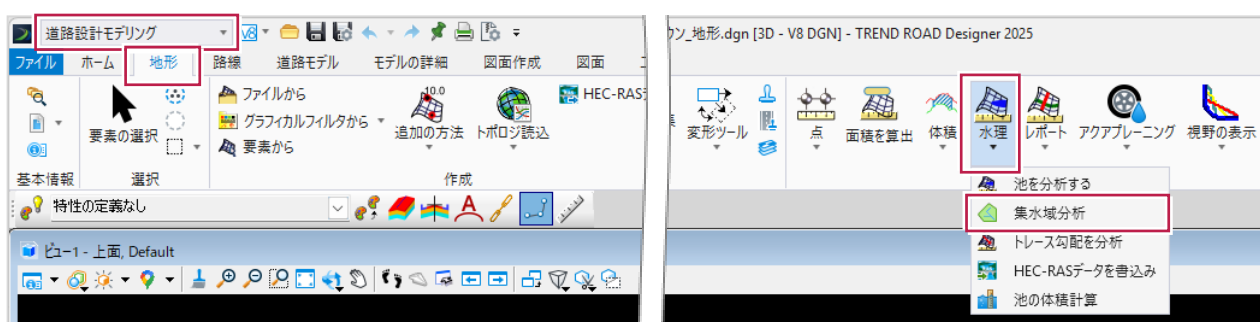 道路設計モデリング
ウン_地形.dgn [3D - V8 DGN] - TREND ROAD Designer 2025
ファイル ホーム 地形 路線 道路モデル モデルの詳細 図面作成 図面
ファイルから
グラフィカルフィルタから
要素から
要素の選択
10.0
追加の方法
トポロジ読込
HEC-RAS
変形ツール
点
面積を算出
体積
水理
レポート
アクアプレーニング
視野の表示
基本情報 選択 作成
池を分析する
集水域分析
トレース勾配を分析
HEC-RASデータを書込み
池の体積計算
特性の定義なし
ビュー1 - 上面, Default